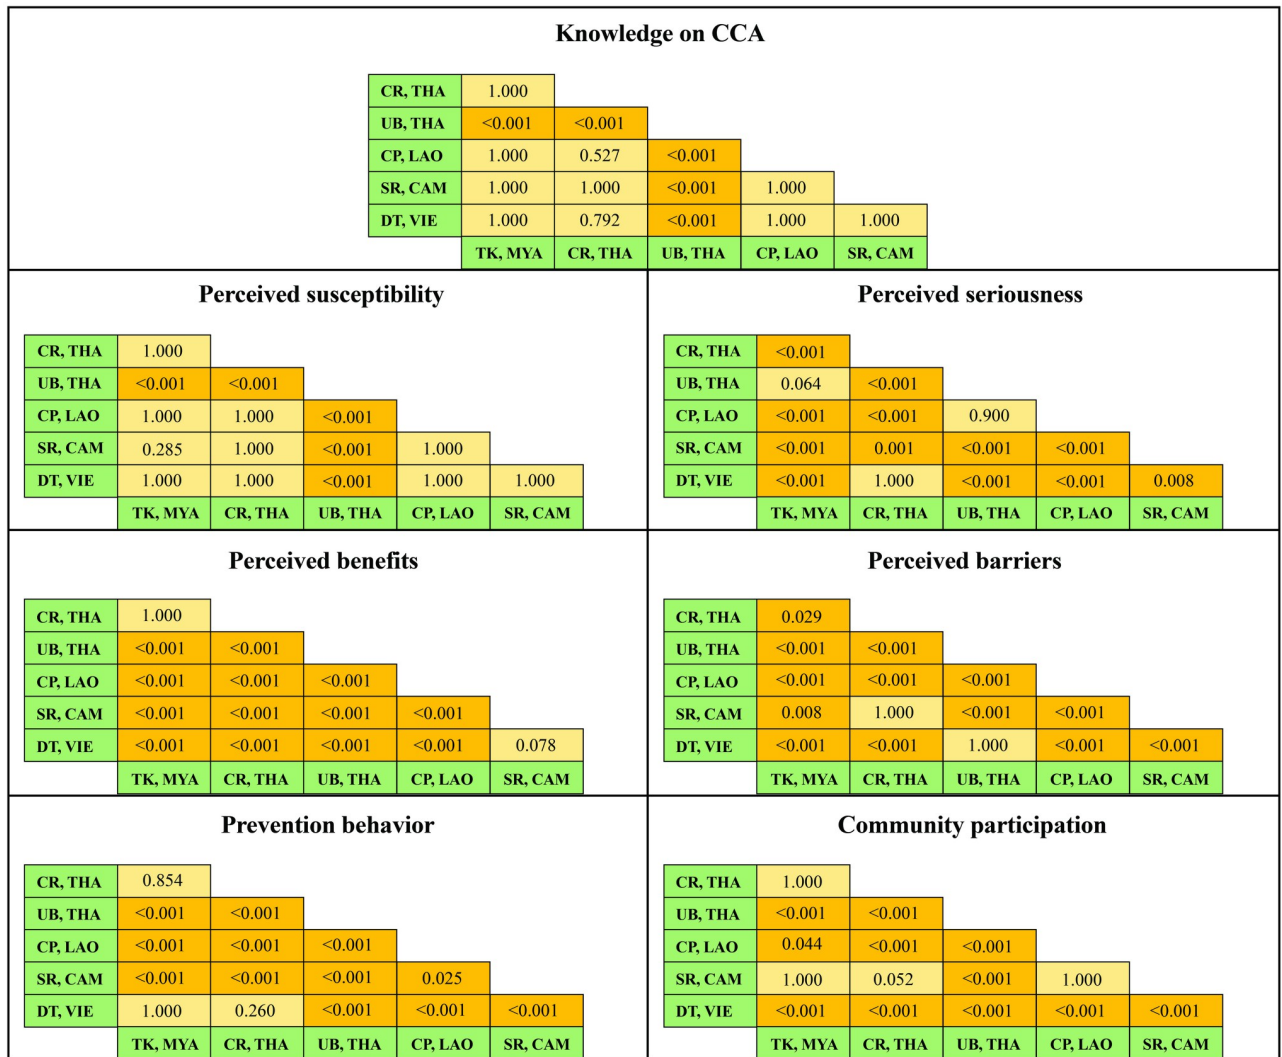 Knowledge on CCA
CR, THA 1.000
UB, THA <0.001 <0.001
CP, LAO 1.000 0.527 <0.001
SR, CAM 1.000 1.000 <0.001 1.000
DT, VIE 1.000 0.792 <0.001 1.000 1.000
TK, MYA CR, THA UB, THA CP, LAO SR, CAM
Perceived susceptibility
CR, THA 1.000
UB, THA <0.001 <0.001
CP, LAO 1.000 1.000 <0.001
SR, CAM 0.285 1.000 <0.001 1.000
DT, VIE 1.000 1.000 <0.001 1.000 1.000
TK, MYA CR, THA UB, THA CP, LAO SR, CAM
Perceived seriousness
CR, THA <0.001
UB, THA 0.064 <0.001
CP, LAO <0.001 <0.001 0.900
SR, CAM <0.001 0.001 <0.001 <0.001
DT, VIE <0.001 1.000 <0.001 <0.001 0.008
TK, MYA CR, THA UB, THA CP, LAO SR, CAM
Perceived benefits
CR, THA 1.000
UB, THA <0.001 <0.001
CP, LAO <0.001 <0.001 <0.001
SR, CAM <0.001 <0.001 <0.001 <0.001
DT, VIE <0.001 <0.001 <0.001 <0.001 0.078
TK, MYA CR, THA UB, THA CP, LAO SR, CAM
Perceived barriers
CR, THA 0.029
UB, THA <0.001 <0.001
CP, LAO <0.001 <0.001 <0.001
SR, CAM 0.008 1.000 <0.001 <0.001
DT, VIE <0.001 <0.001 1.000 <0.001 <0.001
TK, MYA CR, THA UB, THA CP, LAO SR, CAM
Prevention behavior
CR, THA 0.854
UB, THA <0.001 <0.001
CP, LAO <0.001 <0.001 <0.001
SR, CAM <0.001 <0.001 <0.001 0.025
DT, VIE 1.000 0.260 <0.001 <0.001 <0.001
TK, MYA CR, THA UB, THA CP, LAO SR, CAM
Community participation
CR, THA 1.000
UB, THA <0.001 <0.001
CP, LAO 0.044 <0.001 <0.001
SR, CAM 1.000 0.052 <0.001 1.000
DT, VIE <0.001 <0.001 <0.001 <0.001 <0.001
TK, MYA CR, THA UB, THA CP, LAO SR, CAM